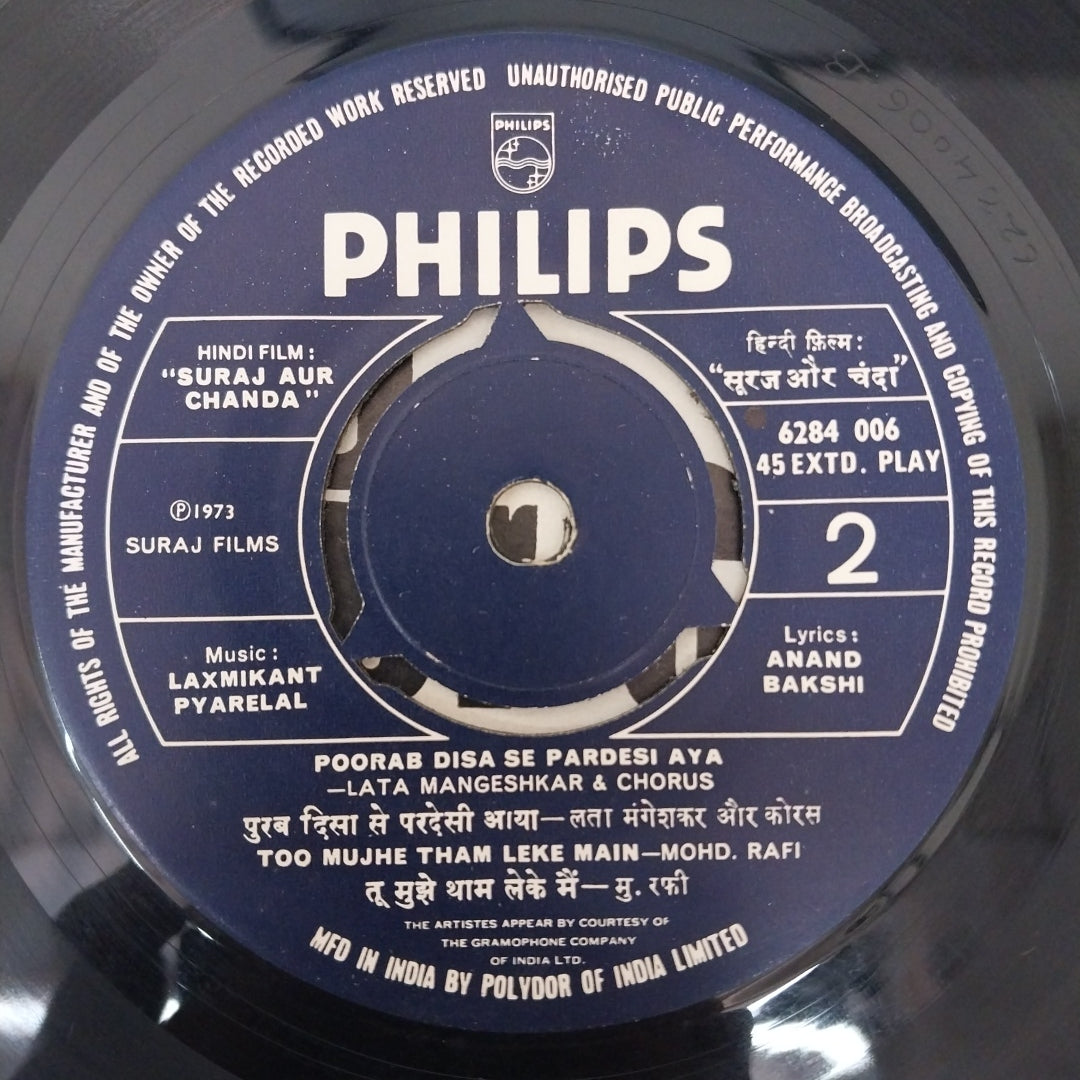 ALL RIGHTS OF THE MANUFACTURER AND OF THE OWNER OF THE RECORDED WORK RESERVED UNAUTHORISED PUBLIC PERFORMANCE BROADCASTING AND COPYING OF THIS RECORD PROHIBITED
PHILIPS
PHILIPS
HINDI FILM :
"SURAJ AUR
CHANDA"
Ⓟ1973
SURAJ FILMS
Music :
LAXMIKANT
PYARELAL
हिन्दी फ़िल्म :
"सूरज और चंदा"
6284 006
45 EXTD. PLAY
2
Lyrics :
ANAND
BAKSHI
POORAB DISA SE PARDESI AYA
—LATA MANGESHKAR & CHORUS
पुरब दिसा से परदेसी आया—लता मंगेशकर और कोरस
TOO MUJHE THAM LEKE MAIN—MOHD. RAFI
तू मुझे थाम लेके मैं—मु. रफी
THE ARTISTES APPEAR BY COURTESY OF
THE GRAMOPHONE COMPANY
OF INDIA LTD.
MFD IN INDIA BY POLYDOR OF INDIA LIMITED